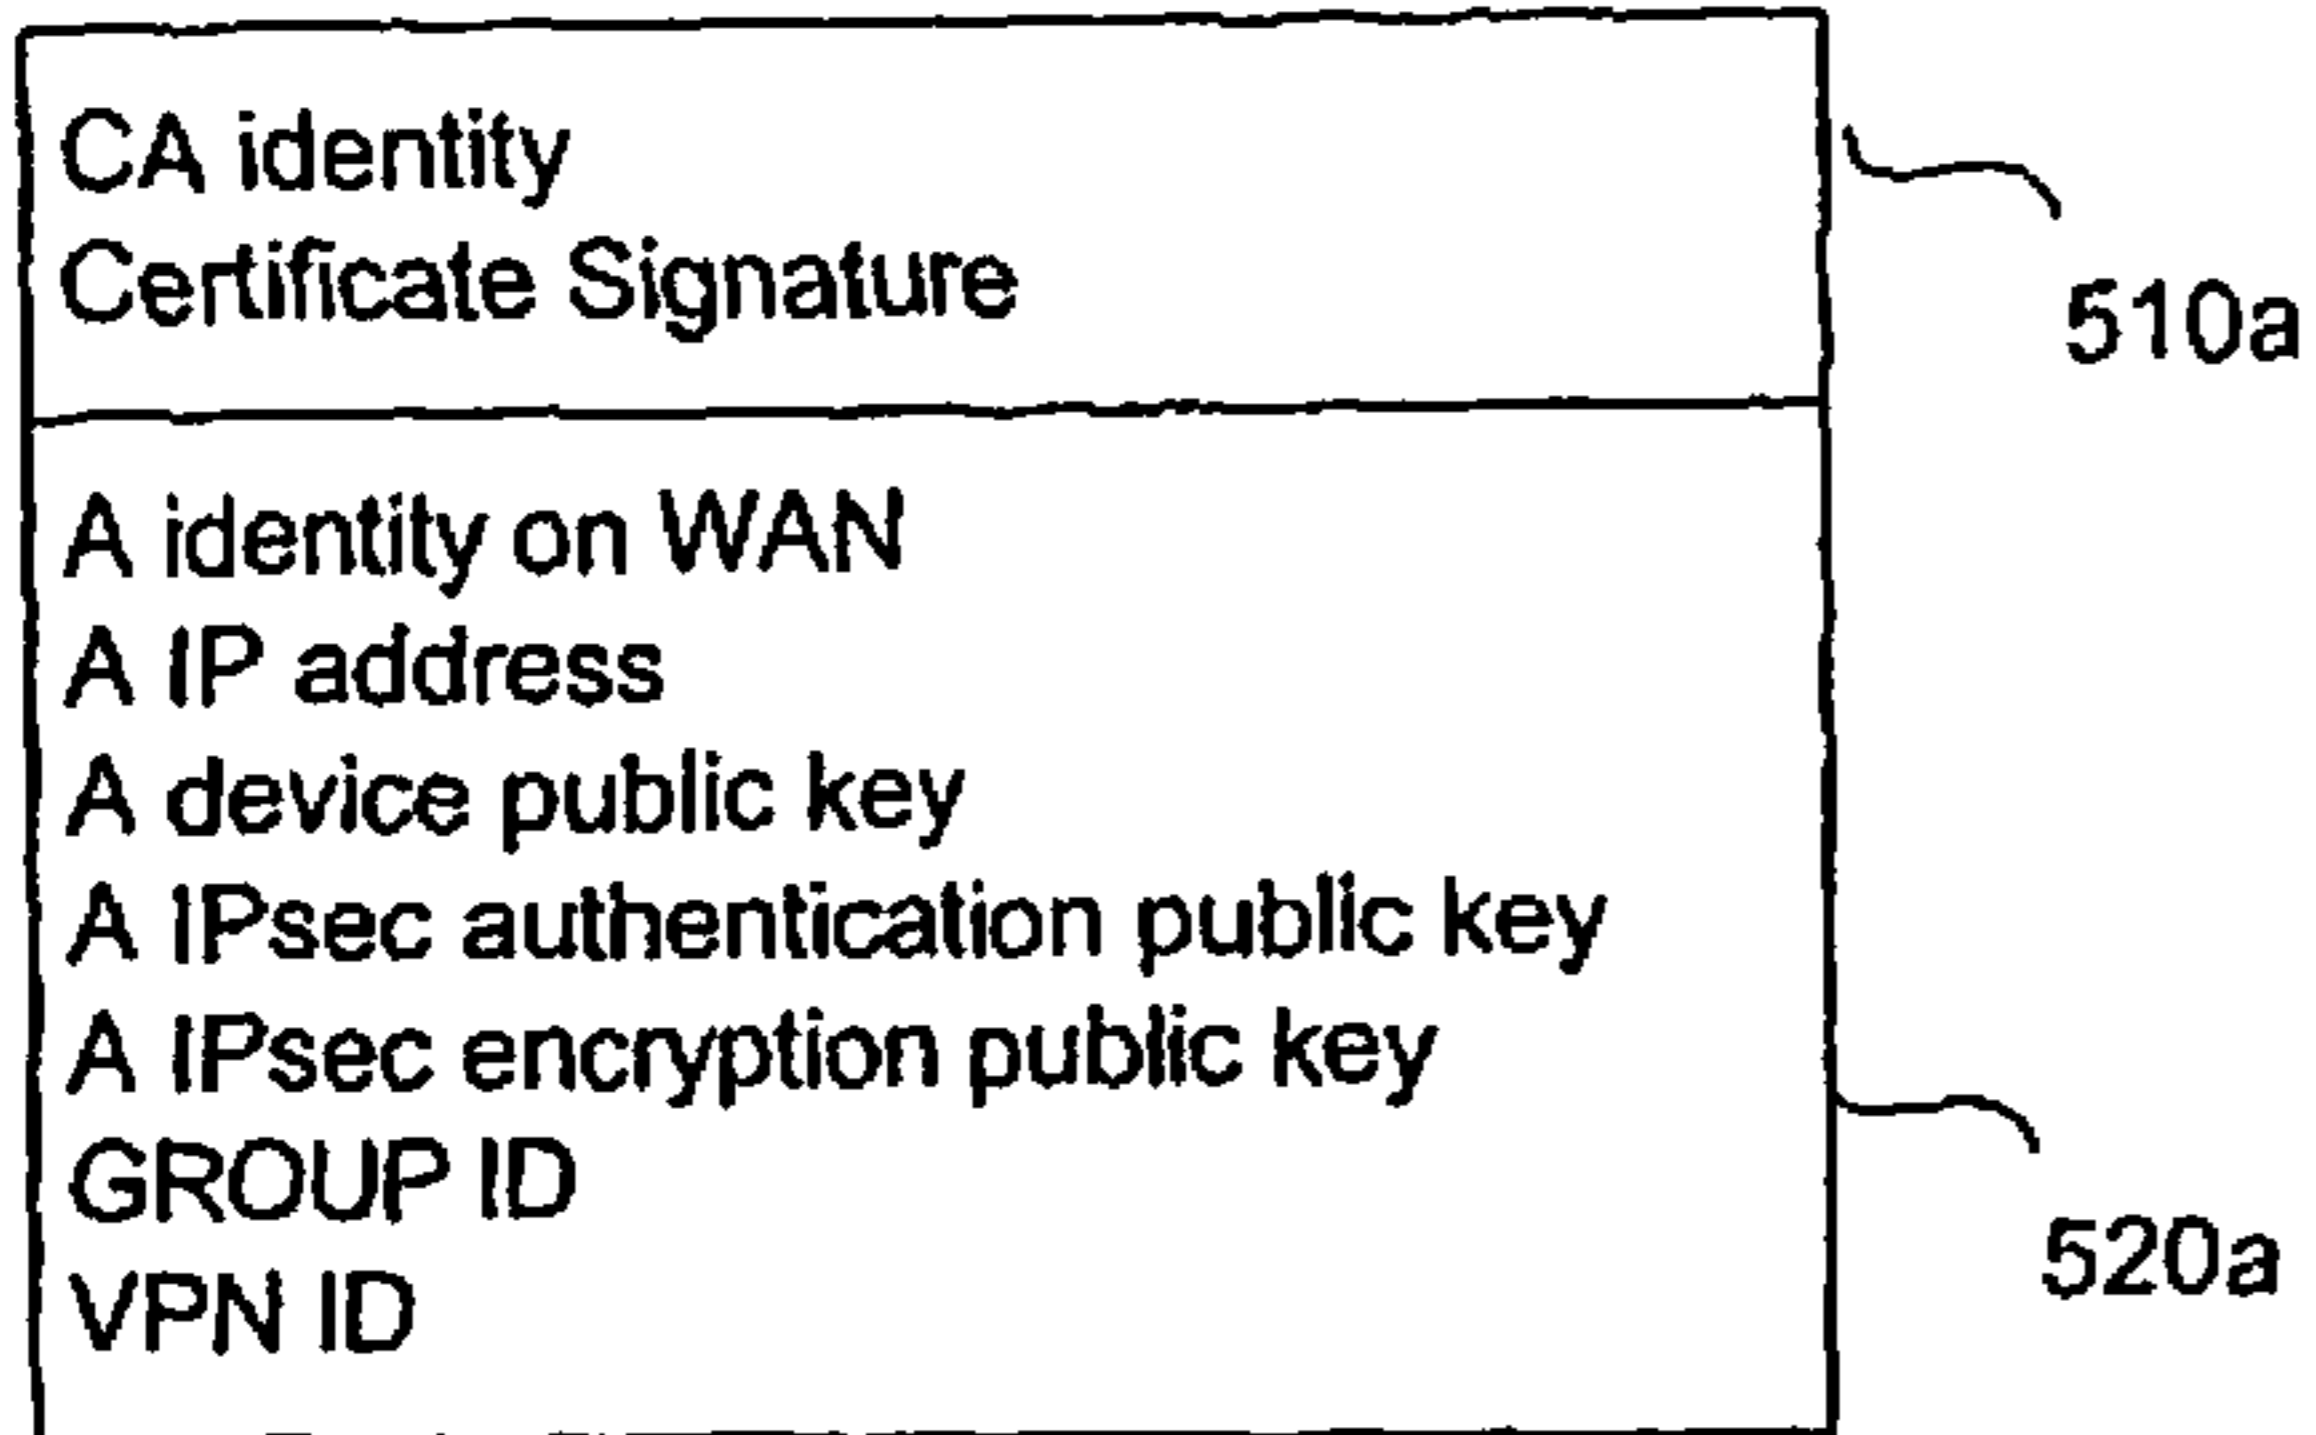 CA identity
Certificate Signature
510a
A identity on WAN
A IP address
A device public key
A IPsec authentication public key
A IPsec encryption public key
GROUP ID
520a
VPN ID